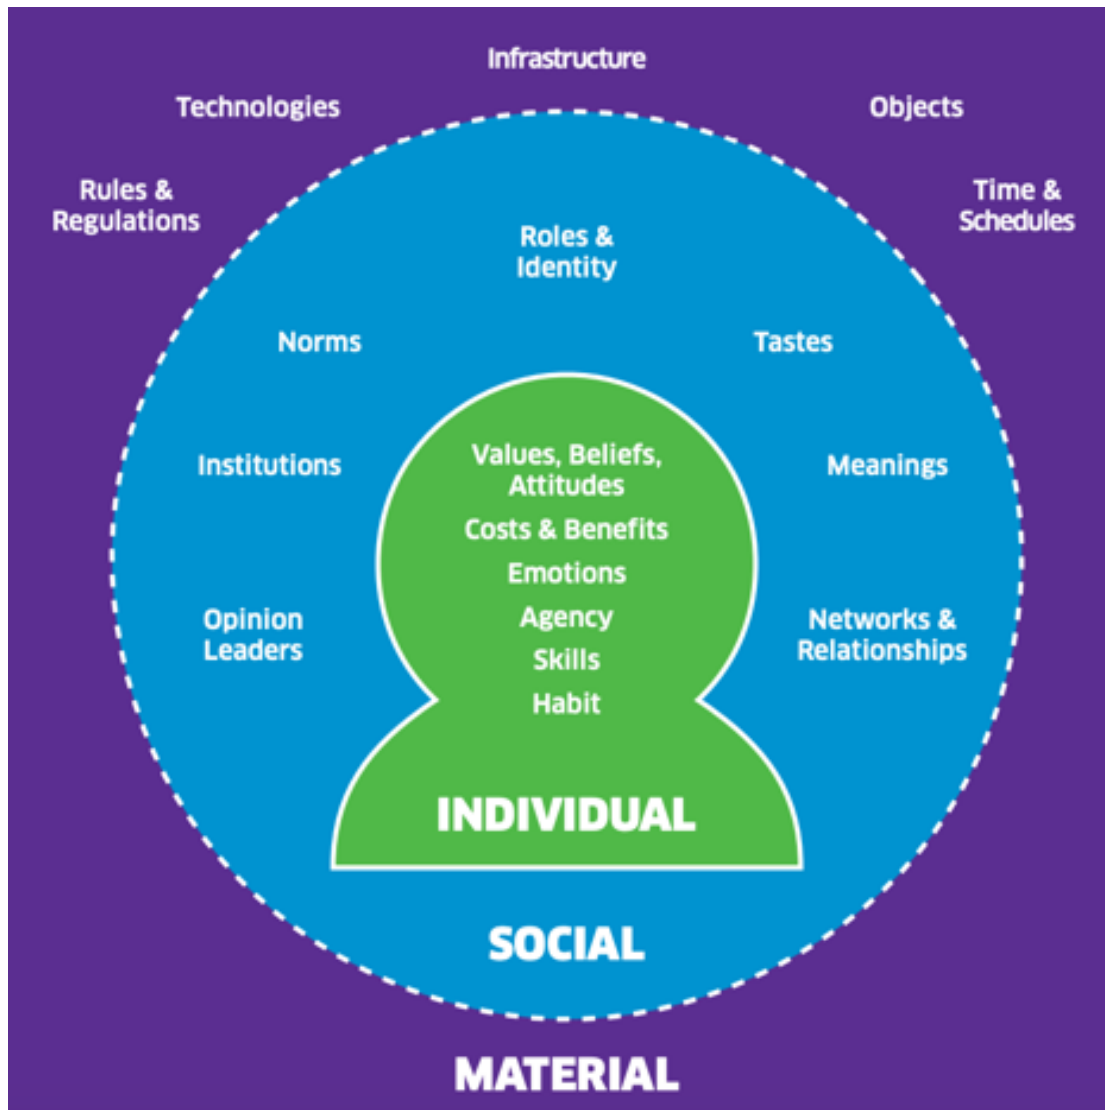 Infrastructure
Technologies
Objects
Rules &
Regulations
Time &
Schedules
Roles &
Identity
Norms
Tastes
Institutions
Values, Beliefs,
Attitudes
Meanings
Costs & Benefits
Emotions
Agency
Skills
Habit
Opinion
Leaders
Networks &
Relationships
INDIVIDUAL
SOCIAL
MATERIAL